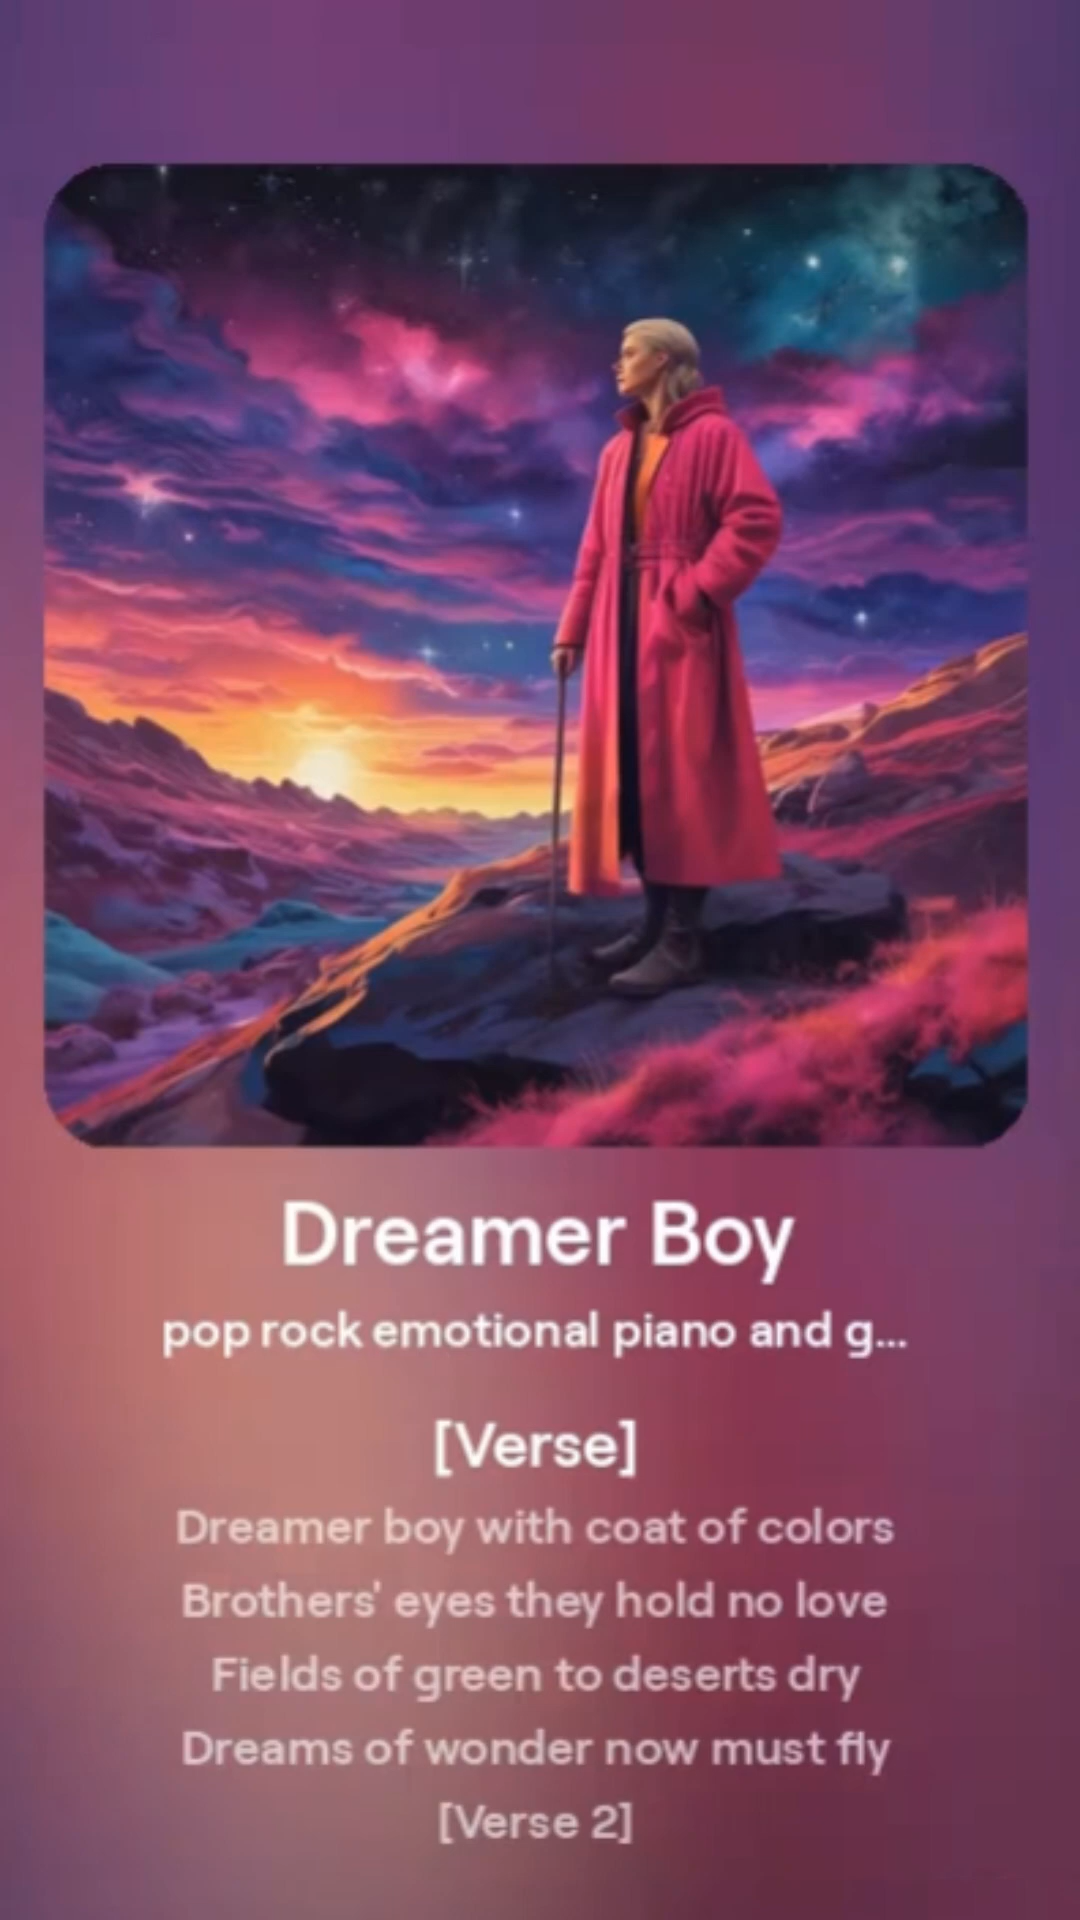 Dreamer Boy
pop rock emotional piano and g...
[Verse]
Dreamer boy with coat of colors
Brothers' eyes they hold no love
Fields of green to deserts dry
Dreams of wonder now must fly
[Verse 2]